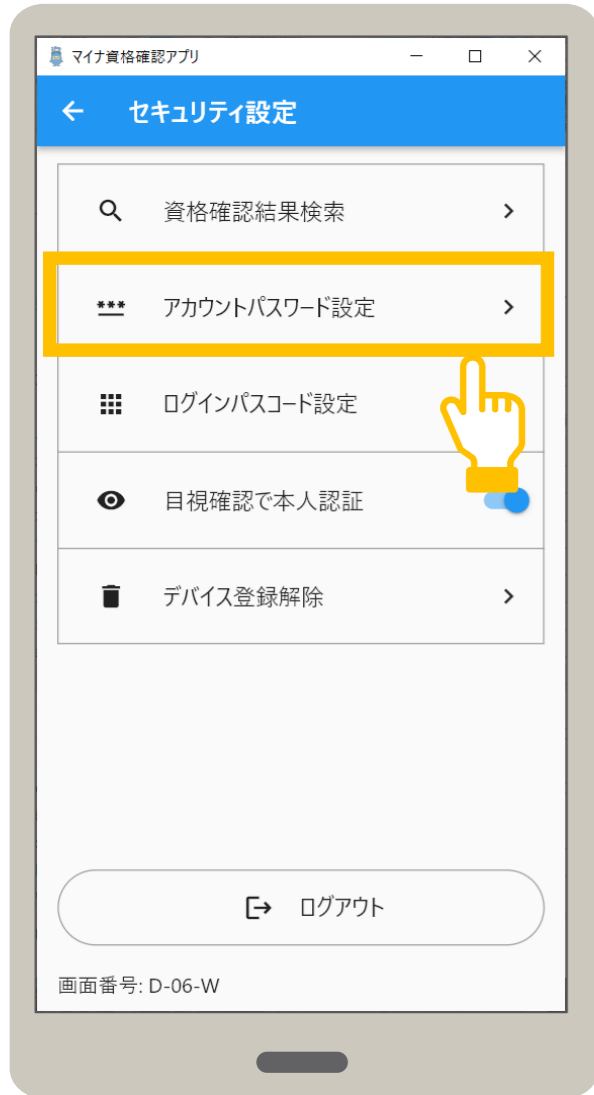 マイナ資格確認アプリ
セキュリティ設定
資格確認結果検索
*** アカウントパスワード設定
ログインパスコード設定
目視確認で本人認証
デバイス登録解除
ログアウト
画面番号: D-06-W